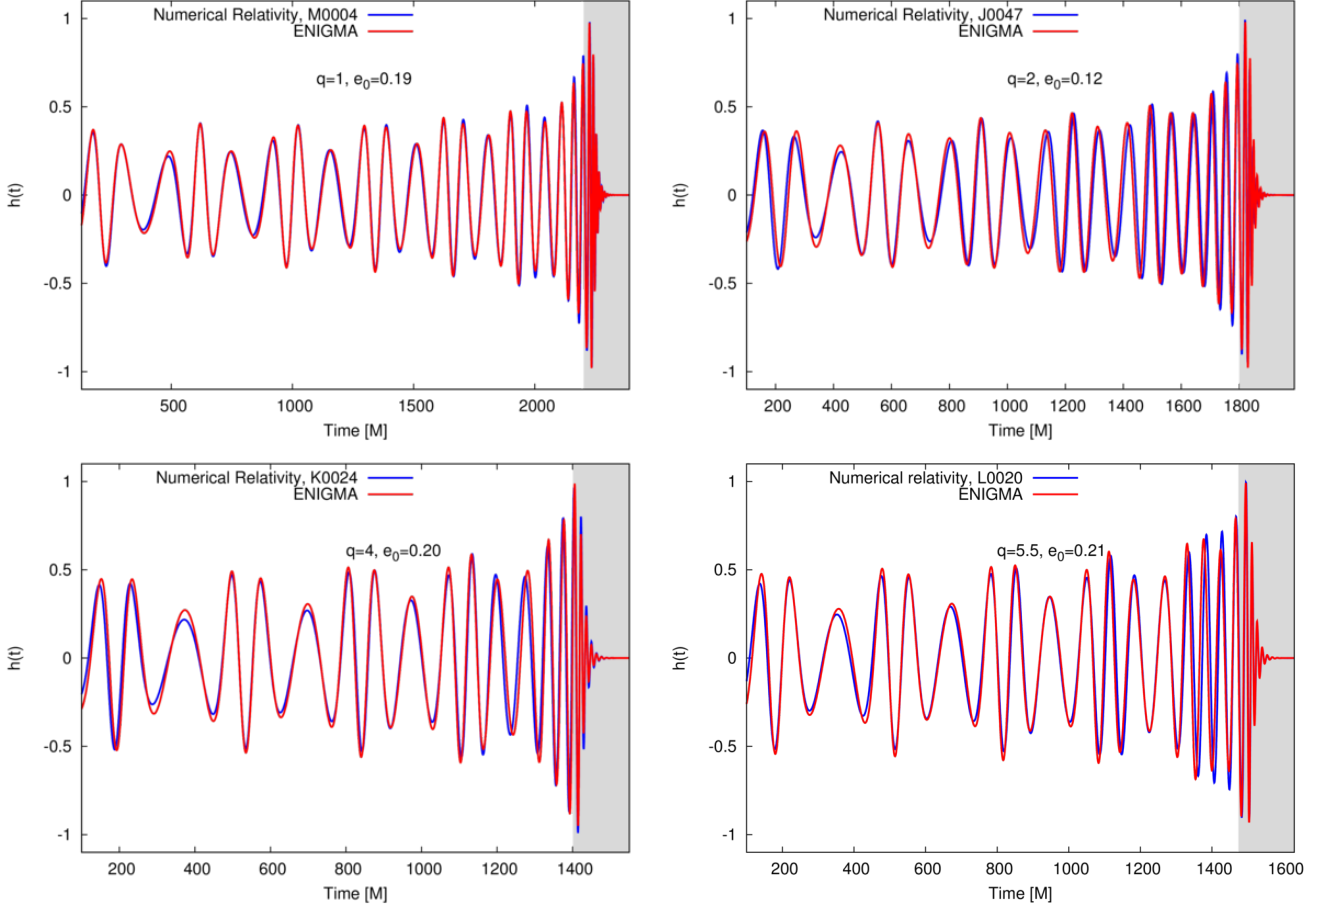 Numerical Relativity, M0004
ENIGMA
q=1, e0=0.19
1
0.5
0
-0.5
-1
h(t)
500
1000
1500
2000
Time [M]
Numerical Relativity, J0047
ENIGMA
q=2, e0=0.12
1
0.5
0
-0.5
-1
h(t)
200
400
600
800
1000
1200
1400
1600
1800
Time [M]
Numerical Relativity, K0024
ENIGMA
q=4, e0=0.20
1
0.5
0
-0.5
-1
h(t)
200
400
600
800
1000
1200
1400
Time [M]
Numerical relativity, L0020
ENIGMA
q=5.5, e0=0.21
1
0.5
0
-0.5
-1
h(t)
200
400
600
800
1000
1200
1400
1600
Time [M]